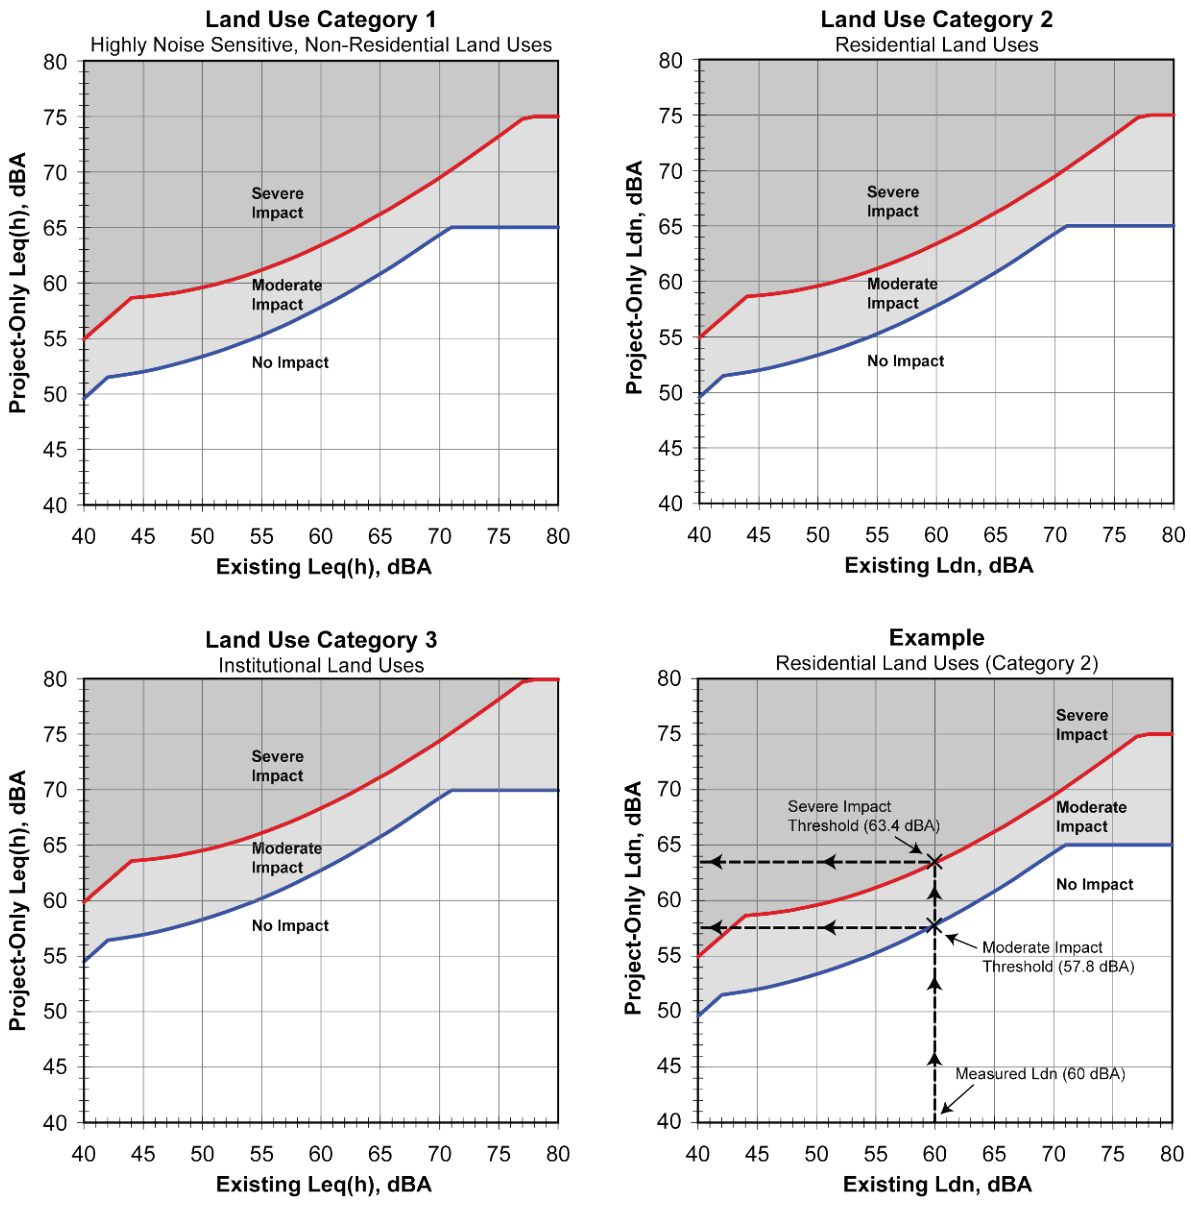 Land Use Category 1
Highly Noise Sensitive, Non-Residential Land Uses
80
75
70
65
60
55
50
45
40
Project-Only Leq(h), dBA
Severe
Impact
Moderate
Impact
No Impact
40 45 50 55 60 65 70 75 80
Existing Leq(h), dBA
Land Use Category 2
Residential Land Uses
80
75
70
65
60
55
50
45
40
Project-Only Ldn, dBA
Severe
Impact
Moderate
Impact
No Impact
40 45 50 55 60 65 70 75 80
Existing Ldn, dBA
Land Use Category 3
Institutional Land Uses
80
75
70
65
60
55
50
45
40
Project-Only Leq(h), dBA
Severe
Impact
Moderate
Impact
No Impact
40 45 50 55 60 65 70 75 80
Existing Leq(h), dBA
Example
Residential Land Uses (Category 2)
80
75
70
65
60
55
50
45
40
Project-Only Ldn, dBA
Severe
Impact
Severe Impact
Threshold (63.4 dBA)
Moderate
Impact
No Impact
Moderate Impact
Threshold (57.8 dBA)
Measured Ldn (60 dBA)
40 45 50 55 60 65 70 75 80
Existing Ldn, dBA